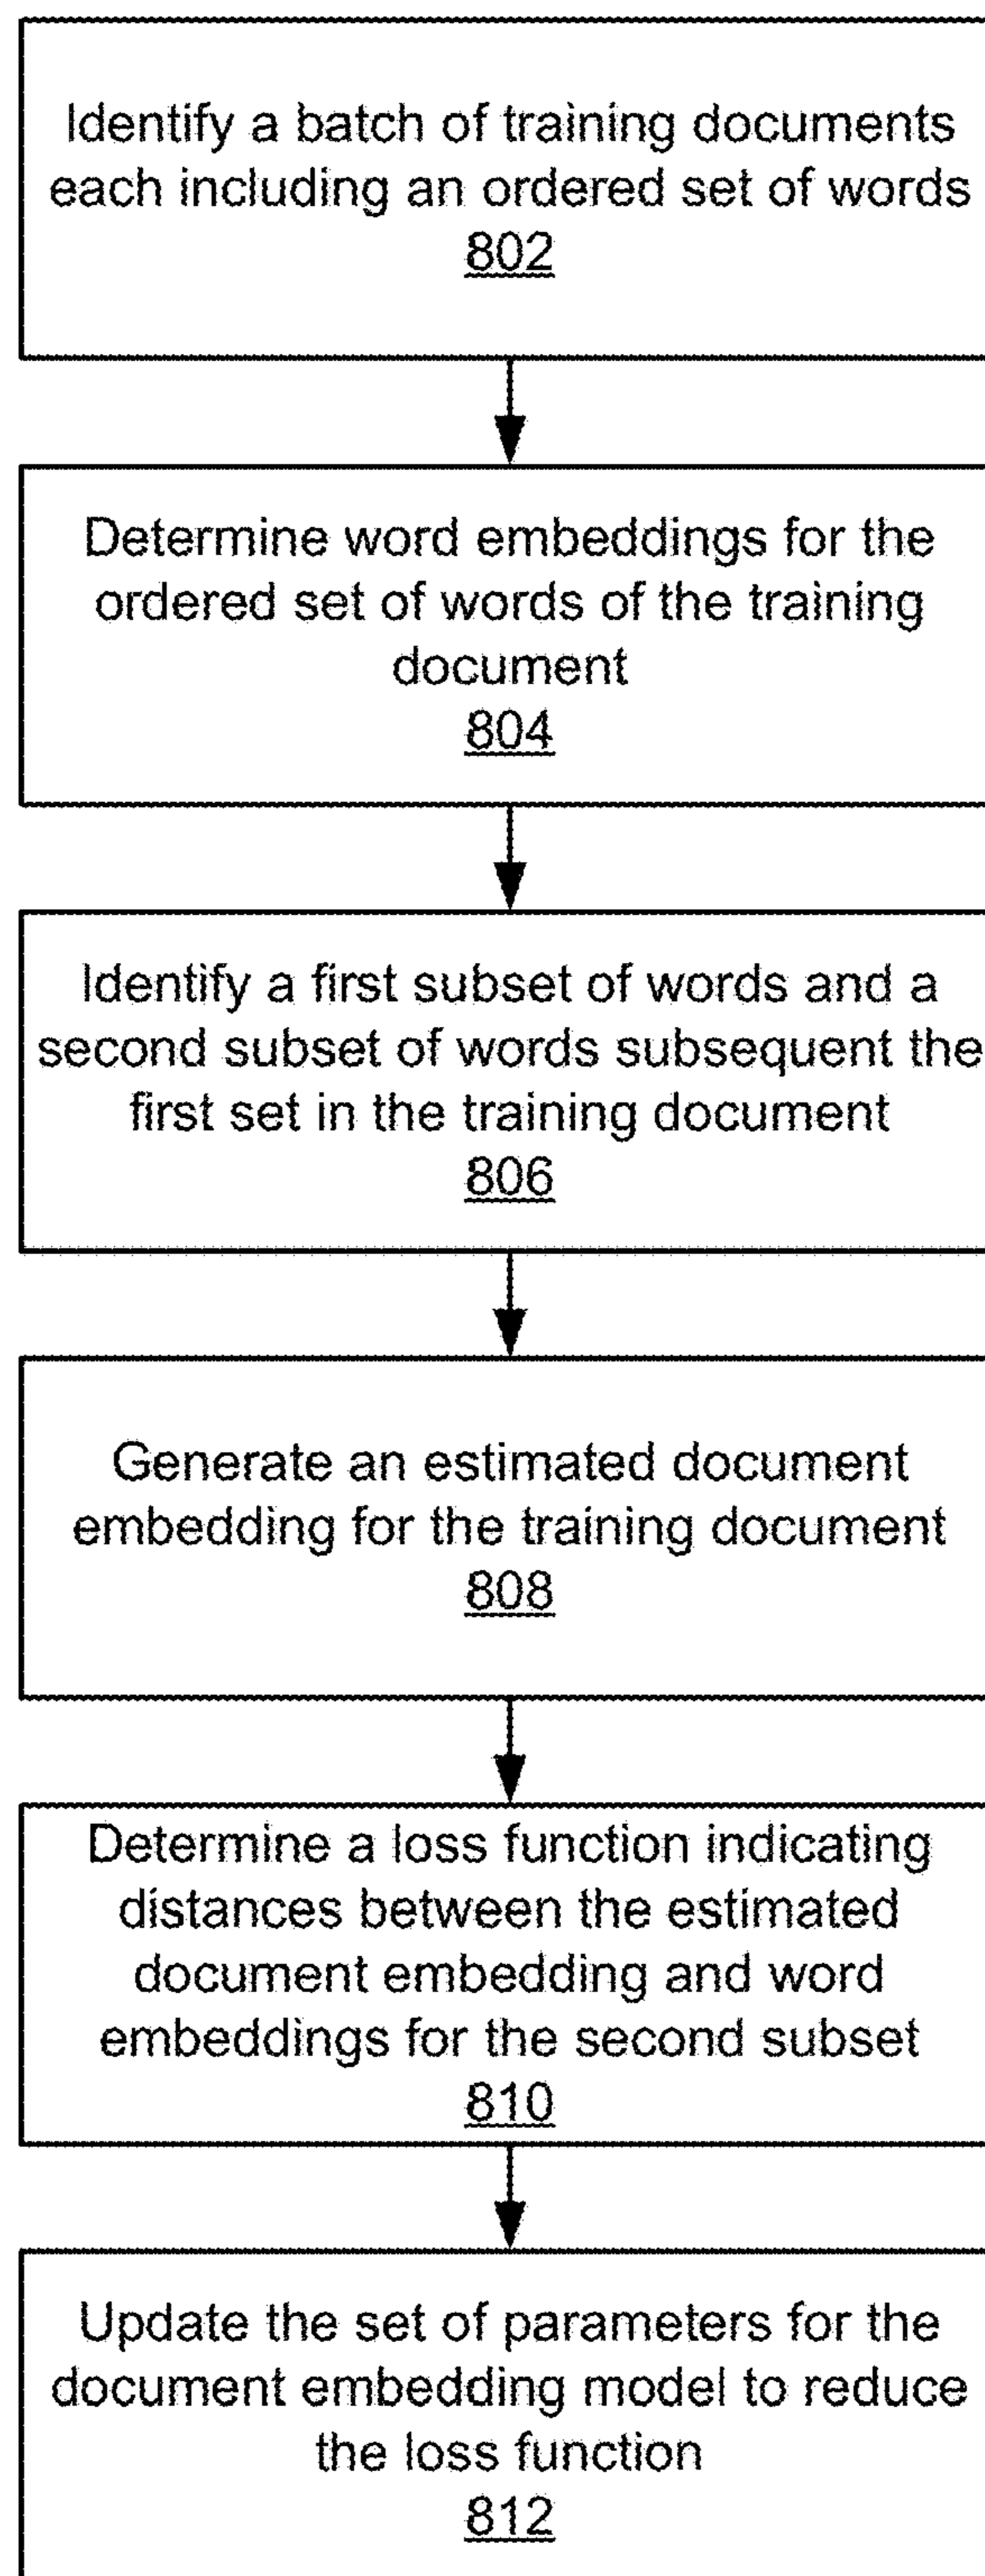 Identify a batch of training documents
each including an ordered set of words
802
Determine word embeddings for the
ordered set of words of the training
document
804
Identify a first subset of words and a
second subset of words subsequent the
first set in the training document
806
Generate an estimated document
embedding for the training document
808
Determine a loss function indicating
distances between the estimated
document embedding and word
embeddings for the second subset
810
Update the set of parameters for the
document embedding model to reduce
the loss function
812